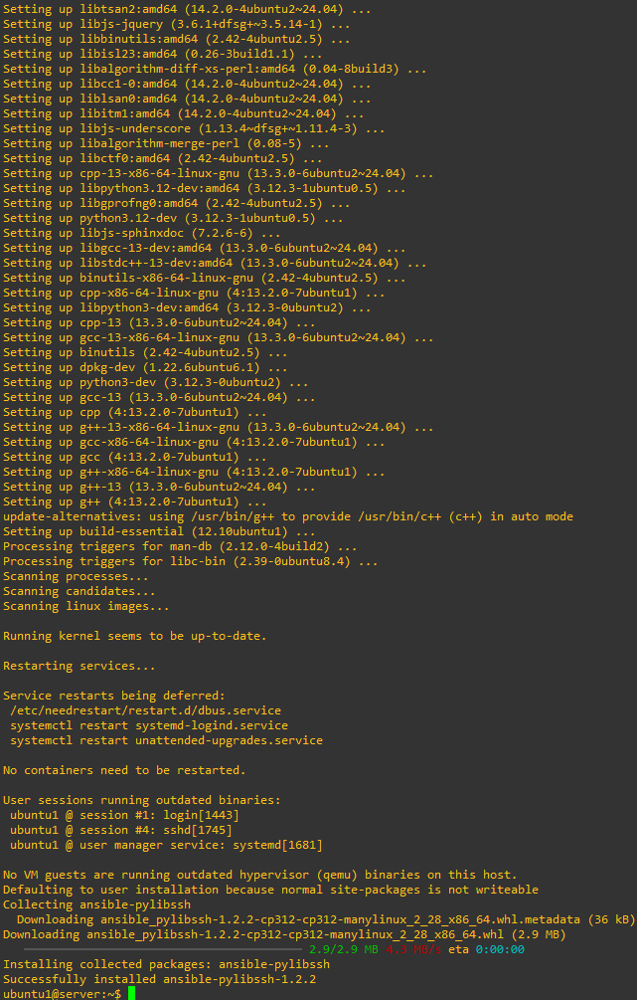 Setting up libtsan2:amd64 (14.2.0-4ubuntu2~24.04) ...
Setting up libjs-jquery (3.6.1+dfsg+~3.5.14-1) ...
Setting up libbinutils:amd64 (2.42-4ubuntu2.5) ...
Setting up libisl23:amd64 (0.26-3build1.1) ...
Setting up libalgorithm-diff-xs-perl:amd64 (0.04-8build3) ...
Setting up libcc1-0:amd64 (14.2.0-4ubuntu2~24.04) ...
Setting up liblsan0:amd64 (14.2.0-4ubuntu2~24.04) ...
Setting up libitm1:amd64 (14.2.0-4ubuntu2~24.04) ...
Setting up libjs-underscore (1.13.4~dfsg+~1.11.4-3) ...
Setting up libalgorithm-merge-perl (0.08-5) ...
Setting up libctf0:amd64 (2.42-4ubuntu2.5) ...
Setting up cpp-13-x86-64-linux-gnu (13.3.0-6ubuntu2~24.04) ...
Setting up libpython3.12-dev:amd64 (3.12.3-1ubuntu0.5) ...
Setting up libgprofng0:amd64 (2.42-4ubuntu2.5) ...
Setting up python3.12-dev (3.12.3-1ubuntu0.5) ...
Setting up libjs-sphinxdoc (7.2.6-6) ...
Setting up libgcc-13-dev:amd64 (13.3.0-6ubuntu2~24.04) ...
Setting up libstdc++-13-dev:amd64 (13.3.0-6ubuntu2~24.04) ...
Setting up binutils-x86-64-linux-gnu (2.42-4ubuntu2.5) ...
Setting up cpp-x86-64-linux-gnu (4:13.2.0-7ubuntu1) ...
Setting up libpython3-dev:amd64 (3.12.3-0ubuntu2) ...
Setting up cpp-13 (13.3.0-6ubuntu2~24.04) ...
Setting up gcc-13-x86-64-linux-gnu (13.3.0-6ubuntu2~24.04) ...
Setting up binutils (2.42-4ubuntu2.5) ...
Setting up dpkg-dev (1.22.6ubuntu6.1) ...
Setting up python3-dev (3.12.3-0ubuntu2) ...
Setting up gcc-13 (13.3.0-6ubuntu2~24.04) ...
Setting up cpp (4:13.2.0-7ubuntu1) ...
Setting up g++-13-x86-64-linux-gnu (13.3.0-6ubuntu2~24.04) ...
Setting up gcc-x86-64-linux-gnu (4:13.2.0-7ubuntu1) ...
Setting up gcc (4:13.2.0-7ubuntu1) ...
Setting up g++-x86-64-linux-gnu (4:13.2.0-7ubuntu1) ...
Setting up g++-13 (13.3.0-6ubuntu2~24.04) ...
Setting up g++ (4:13.2.0-7ubuntu1) ...
update-alternatives: using /usr/bin/g++ to provide /usr/bin/c++ (c++) in auto mode
Setting up build-essential (12.10ubuntu1) ...
Processing triggers for man-db (2.12.0-4build2) ...
Processing triggers for libc-bin (2.39-0ubuntu8.4) ...
Scanning processes...
Scanning candidates...
Scanning linux images...
Running kernel seems to be up-to-date.
Restarting services...
Service restarts being deferred:
/etc/needrestart/restart.d/dbus.service
systemctl restart systemd-logind.service
systemctl restart unattended-upgrades.service
No containers need to be restarted.
User sessions running outdated binaries:
ubuntu1 @ session #1: login[1443]
ubuntu1 @ session #4: sshd[1745]
ubuntu1 @ user manager service: systemd[1681]
No VM guests are running outdated hypervisor (qemu) binaries on this host.
Defaulting to user installation because normal site-packages is not writeable
Collecting ansible-pylibssh
Downloading ansible_pylibssh-1.2.2-cp312-cp312-manylinux_2_28_x86_64.whl.metadata (36 kB)
Downloading ansible_pylibssh-1.2.2-cp312-cp312-manylinux_2_28_x86_64.whl (2.9 MB)
2.9/2.9 MB 4.3 MB/s eta 0:00:00
Installing collected packages: ansible-pylibssh
Successfully installed ansible-pylibssh-1.2.2
ubuntu1@server:~$